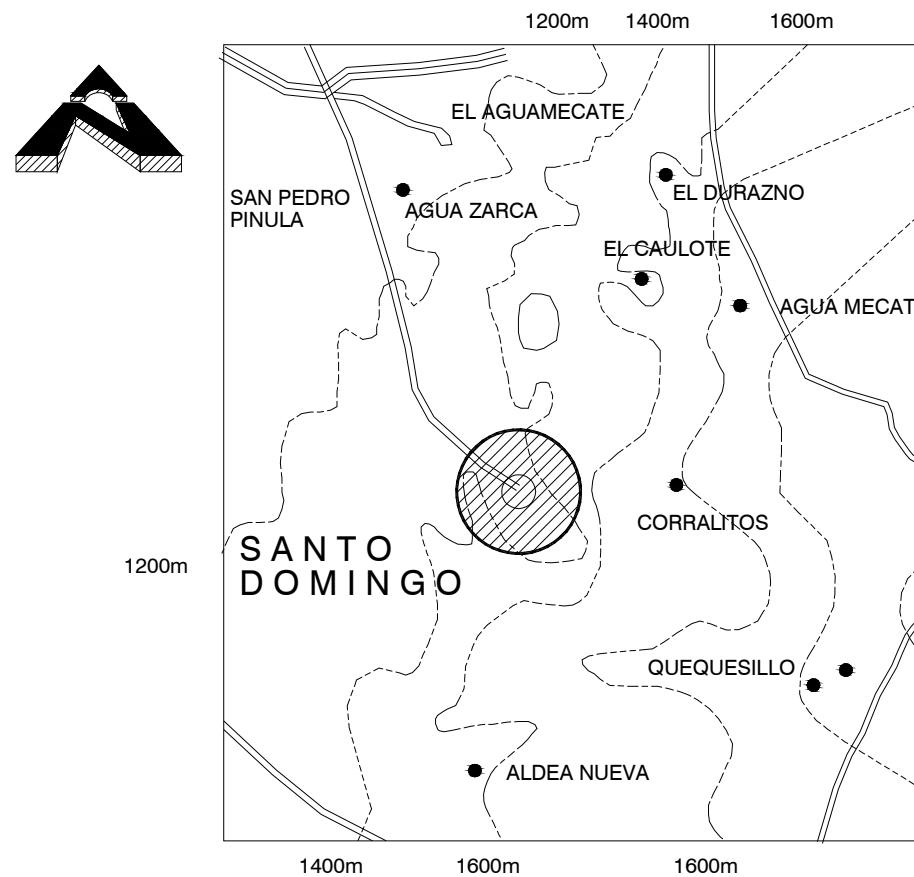 1200m 1400m 1600m
EL AGUAMECATE
N
SAN PEDRO
PINULA
AGUA ZARCA
EL DURAZNO
EL CAULOTE
AGUA MECAT
CORRALITOS
SANTO
DOMINGO
1200m
QUEQUESILLO
ALDEA NUEVA
1400m 1600m 1600m